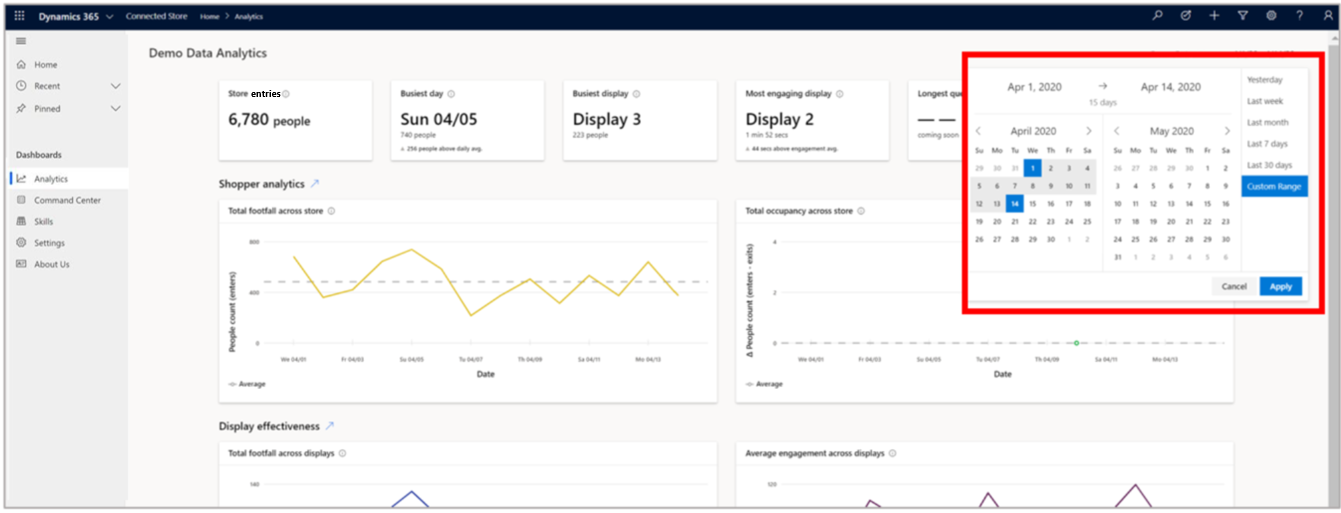 Dynamics 365 Connected Store Home > Analytics
Home
Recent
Pinned
Dashboards
Analytics
Command Center
Skills
Settings
About Us
Demo Data Analytics
Store entries
6,780 people
Busiest day
Sun 04/05
740 people
256 people above daily avg.
Busiest display
Display 3
223 people
Most engaging display
Display 2
1 min 52 secs
44 secs above engagement avg.
Longest
coming soon
Apr 1, 2020 → Apr 14, 2020
15 days
April 2020
Su Mo Tu We Th Fr Sa
29 30 31 1 2 3 4
5 6 7 8 9 10 11
12 13 14 15 16 17 18
19 20 21 22 23 24 25
26 27 28 29 30 1 2
May 2020
Su Mo Tu We Th Fr Sa
26 27 28 29 30 1 2
3 4 5 6 7 8 9
10 11 12 13 14 15 16
17 18 19 20 21 22 23
24 25 26 27 28 29 30
31 1 2 3 4 5 6
Yesterday
Last week
Last month
Last 7 days
Last 30 days
Custom Range
Cancel Apply
Shopper analytics
Total footfall across store
People count (enters)
800
400
0
We 04/01 Fr 04/03 Su 04/05 Tu 04/07 Th 04/09 Sa 04/11 Mo 04/13
Date
Average
Total occupancy across store
Δ People count (enters - exits)
4
2
0
We 04/01 Fr 04/03 Su 04/05 Tu 04/07 Th 04/09 Sa 04/11 Mo 04/13
Date
Average
Display effectiveness
Total footfall across displays
140
Average engagement across displays
120